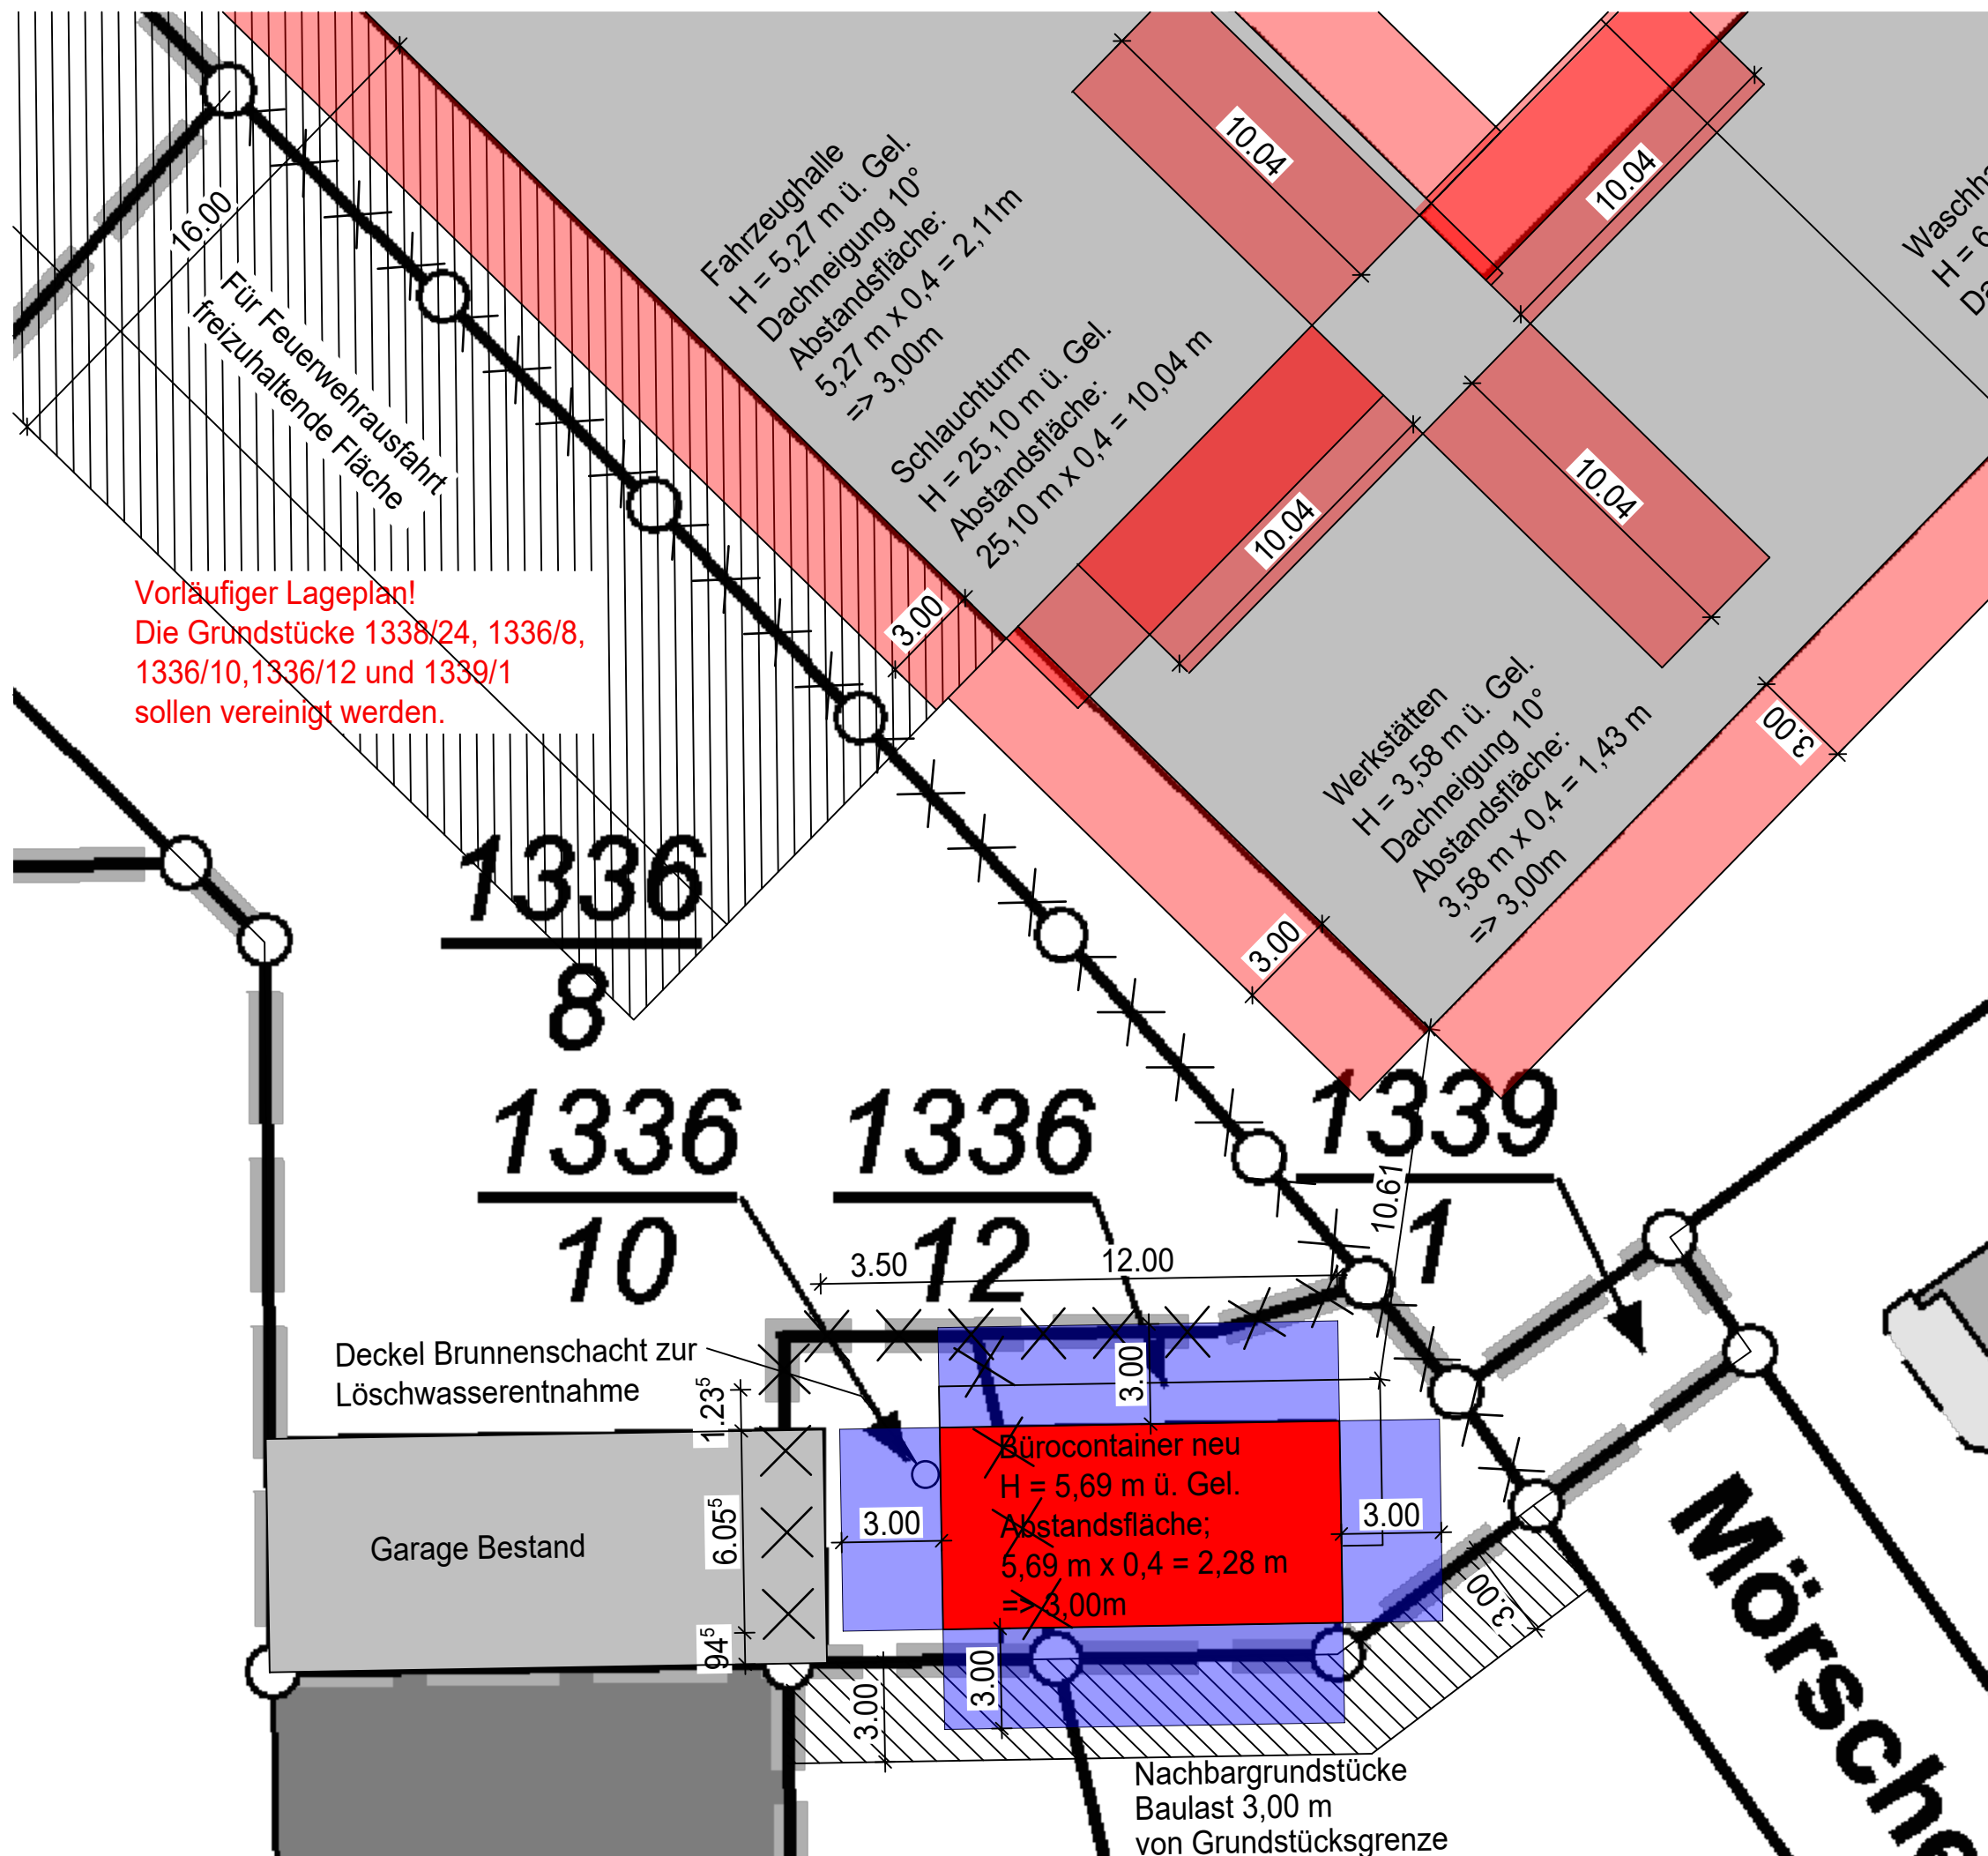 10.04
10.04
Waschha
H = 6
Da
Fahrzeughalle
H = 5,27 m ü. Gel.
Dachneigung 10°
Abstandsfläche:
5,27 m x 0,4 = 2,11m
=> 3,00m
16.00
Für Feuerwehrausfahrt
freizuhaltende Fläche
Schlauchturm
H = 25,10 m ü. Gel.
Abstandsfläche:
25,10 m x 0,4 = 10,04 m
10.04
10.04
Vorläufiger Lageplan!
Die Grundstücke 1338/24, 1336/8,
1336/10,1336/12 und 1339/1
sollen vereinigt werden.
3.00
Werkstätten
H = 3,58 m ü. Gel.
Dachneigung 10°
Abstandsfläche:
3,58 m x 0,4 = 1,43 m
=> 3,00m
3.00
3.00
1336
8
1336
10
1336
12
1339
1
10.61
3.50
12.00
Deckel Brunnenschacht zur
Löschwasserentnahme
3.00
1.23⁵
6.05⁵
94⁵
Garage Bestand
3.00
Bürocontainer neu
H = 5,69 m ü. Gel.
Abstandsfläche;
5,69 m x 0,4 = 2,28 m
=> 3,00m
3.00
3.00
3.00
3.00
Nachbargrundstücke
Baulast 3,00 m
von Grundstücksgrenze
Mörsche